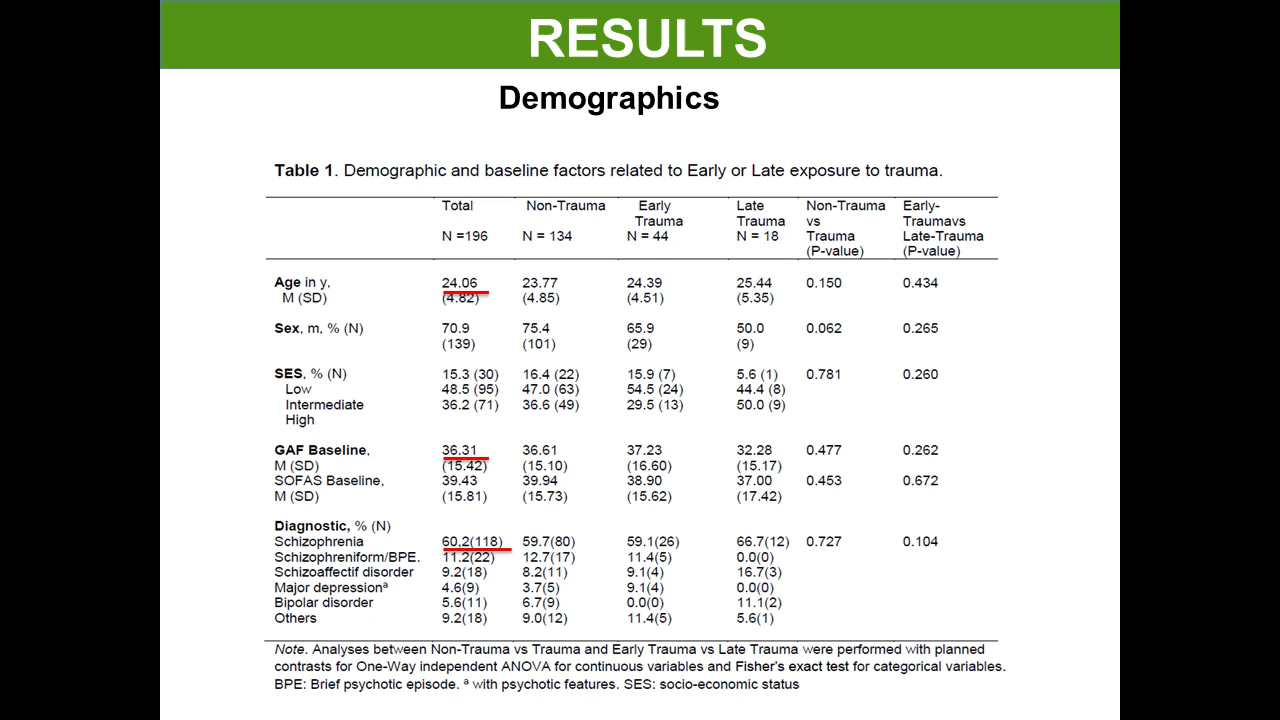 RESULTS
Demographics
Table 1. Demographic and baseline factors related to Early or Late exposure to trauma.
Total Non-Trauma Early Late Non-Trauma Early-
Trauma Trauma vs Traumavs
N =196 N = 134 N = 44 N = 18 Trauma Late-Trauma
(P-value) (P-value)
Age in y, 24.06 23.77 24.39 25.44 0.150 0.434
M (SD) (4.82) (4.85) (4.51) (5.35)
Sex, m, % (N) 70.9 75.4 65.9 50.0 0.062 0.265
(139) (101) (29) (9)
SES, % (N) 15.3 (30) 16.4 (22) 15.9 (7) 5.6 (1) 0.781 0.260
Low 48.5 (95) 47.0 (63) 54.5 (24) 44.4 (8)
Intermediate 36.2 (71) 36.6 (49) 29.5 (13) 50.0 (9)
High
GAF Baseline, 36.31 36.61 37.23 32.28 0.477 0.262
M (SD) (15.42) (15.10) (16.60) (15.17)
SOFAS Baseline, 39.43 39.94 38.90 37.00 0.453 0.672
M (SD) (15.81) (15.73) (15.62) (17.42)
Diagnostic, % (N)
Schizophrenia 60,2(118) 59.7(80) 59.1(26) 66.7(12) 0.727 0.104
Schizophreniform/BPE. 11.2(22) 12.7(17) 11.4(5) 0.0(0)
Schizoaffectif disorder 9.2(18) 8.2(11) 9.1(4) 16.7(3)
Major depressionᵃ 4.6(9) 3.7(5) 9.1(4) 0.0(0)
Bipolar disorder 5.6(11) 6.7(9) 0.0(0) 11.1(2)
Others 9.2(18) 9.0(12) 11.4(5) 5.6(1)
Note. Analyses between Non-Trauma vs Trauma and Early Trauma vs Late Trauma were performed with planned
contrasts for One-Way independent ANOVA for continuous variables and Fisher's exact test for categorical variables.
BPE: Brief psychotic episode. ᵃ with psychotic features. SES: socio-economic status